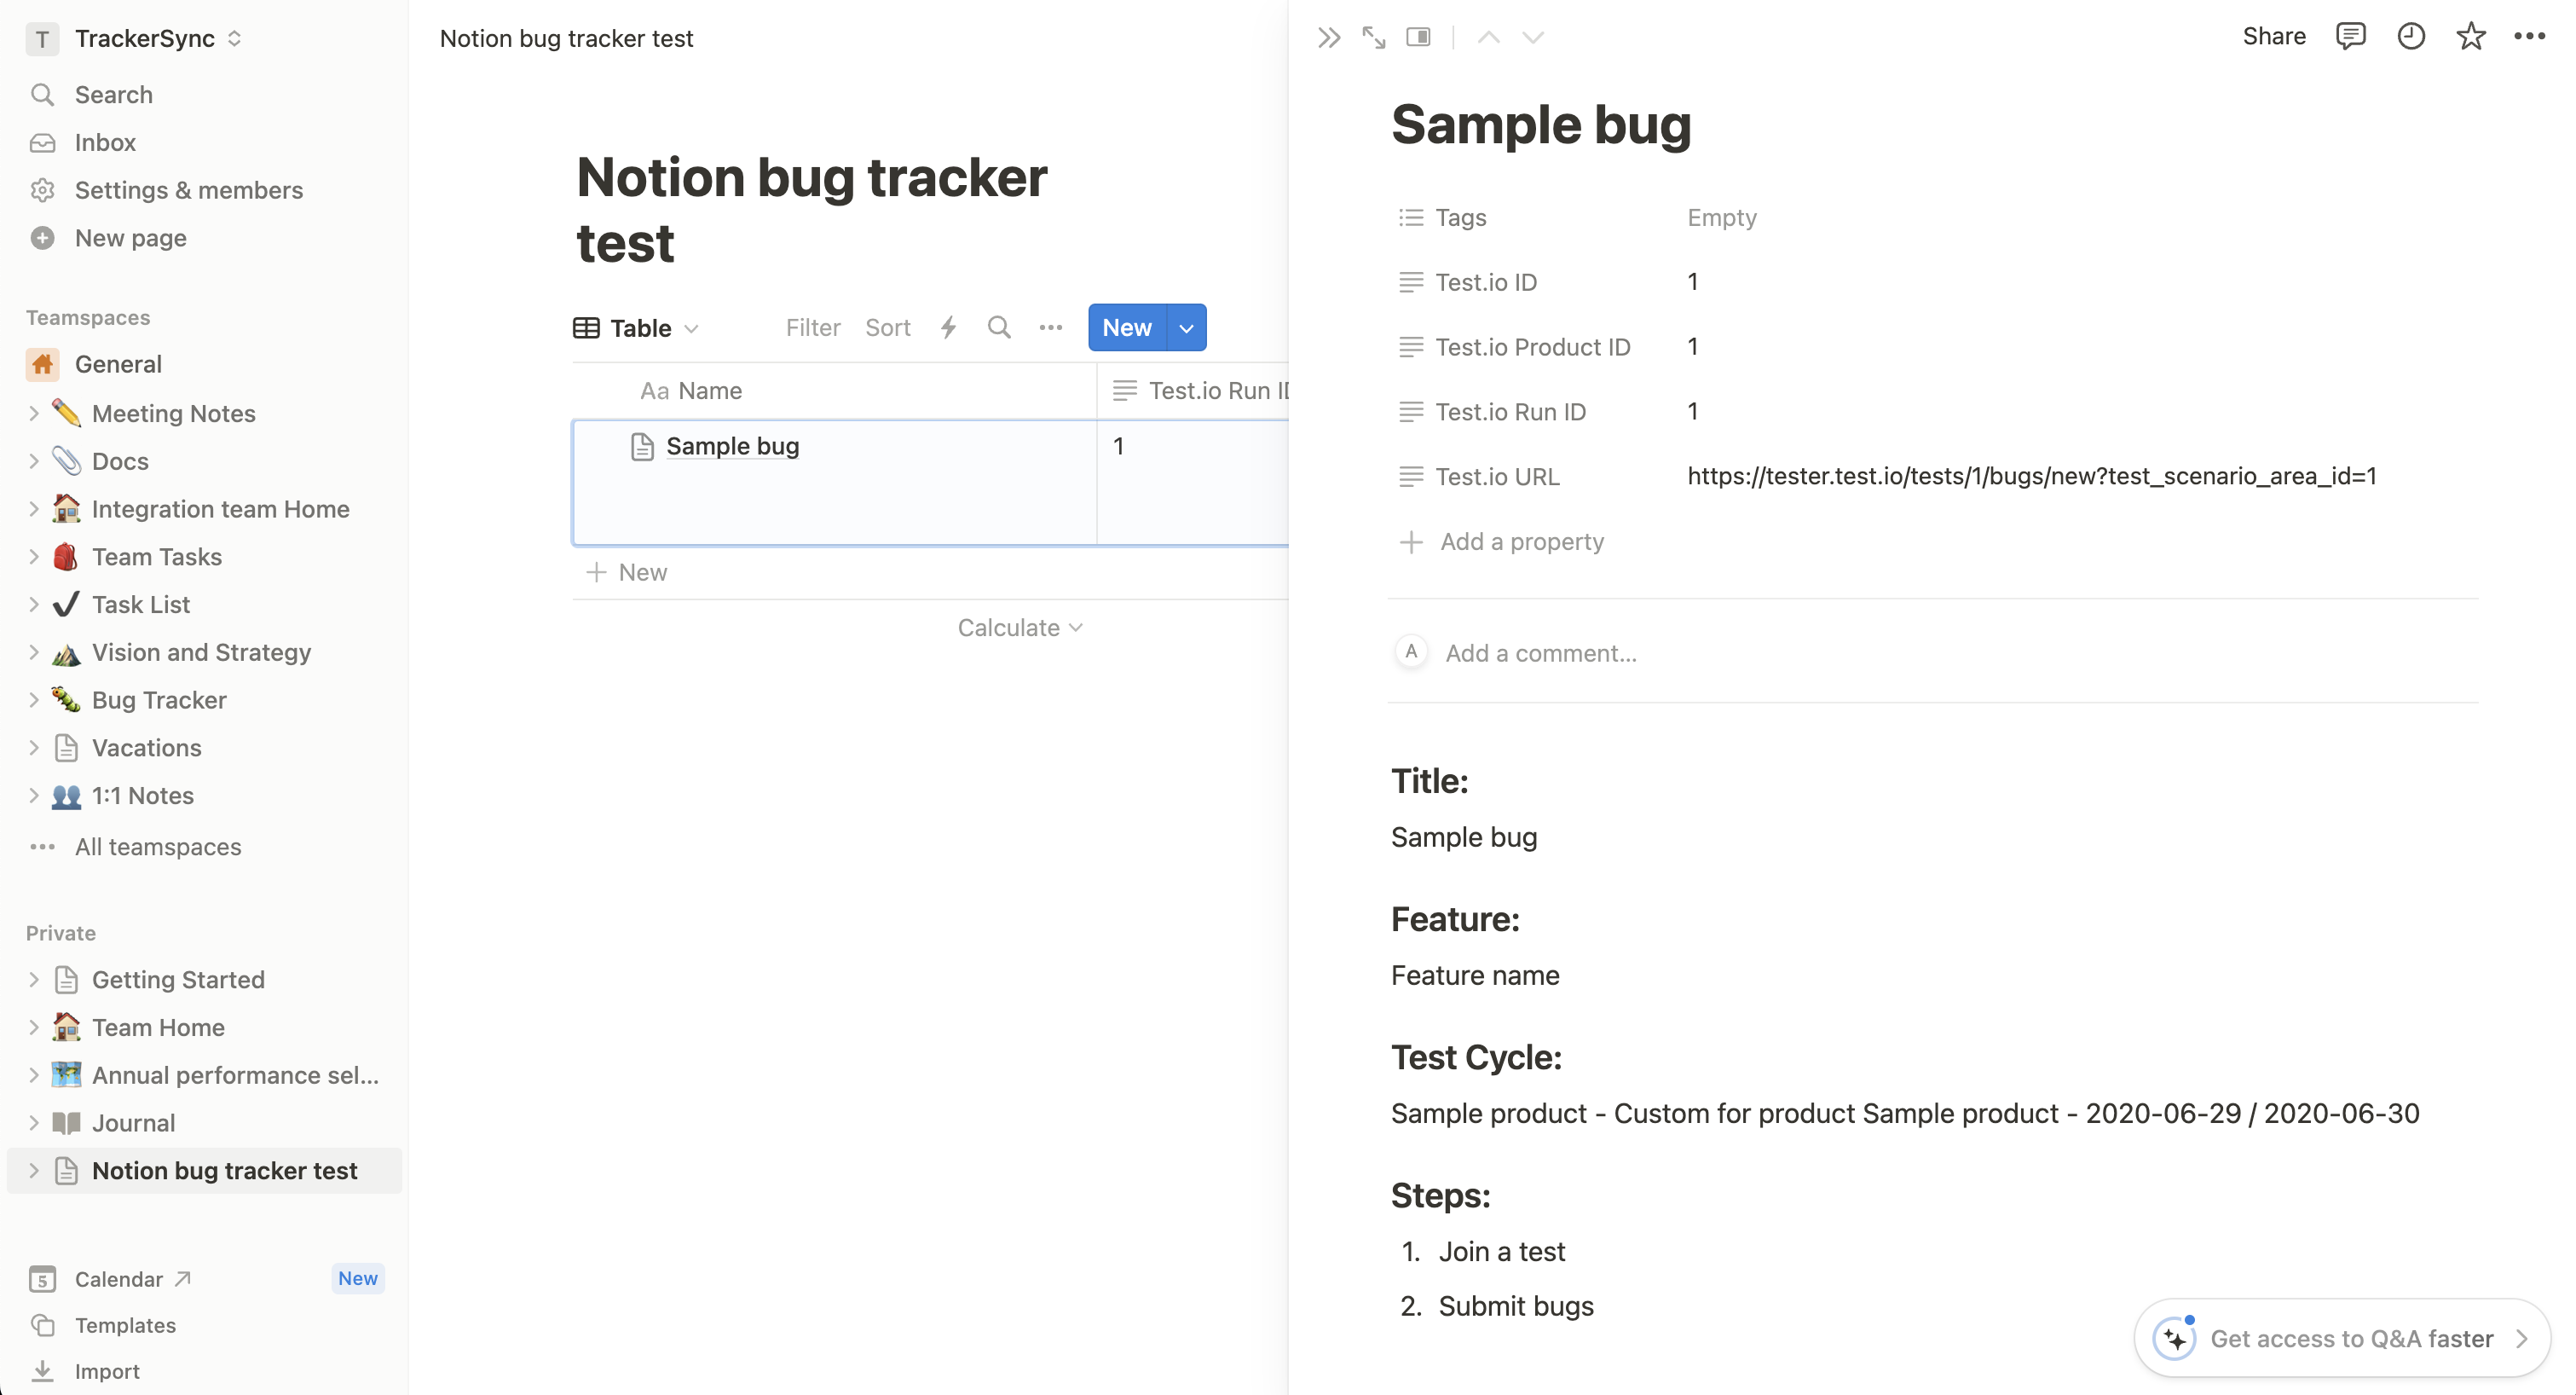 T TrackerSync
Search
Inbox
Settings & members
New page
Teamspaces
General
Meeting Notes
Docs
Integration team Home
Team Tasks
Task List
Vision and Strategy
Bug Tracker
Vacations
1:1 Notes
All teamspaces
Private
Getting Started
Team Home
Annual performance sel...
Journal
Notion bug tracker test
5 Calendar New
Templates
Import
Notion bug tracker test
Notion bug tracker
test
Table Filter Sort New
Aa Name Test.io Run ID
Sample bug 1
New
Calculate
Share
Sample bug
Tags Empty
Test.io ID 1
Test.io Product ID 1
Test.io Run ID 1
Test.io URL https://tester.test.io/tests/1/bugs/new?test_scenario_area_id=1
Add a property
A Add a comment...
Title:
Sample bug
Feature:
Feature name
Test Cycle:
Sample product - Custom for product Sample product - 2020-06-29 / 2020-06-30
Steps:
1. Join a test
2. Submit bugs
Get access to Q&A faster